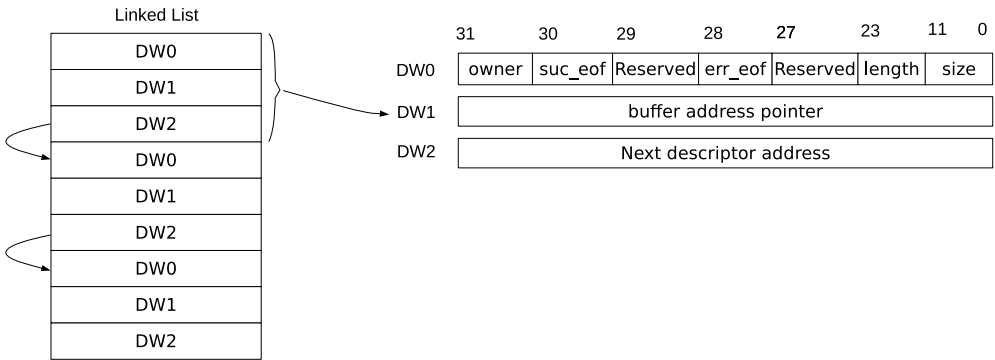 Linked List
DW0
DW1
DW2
DW0
DW1
DW2
DW0
DW1
DW2
31 30 29 28 27 23 11 0
DW0 owner suc_eof Reserved err_eof Reserved length size
DW1 buffer address pointer
DW2 Next descriptor address